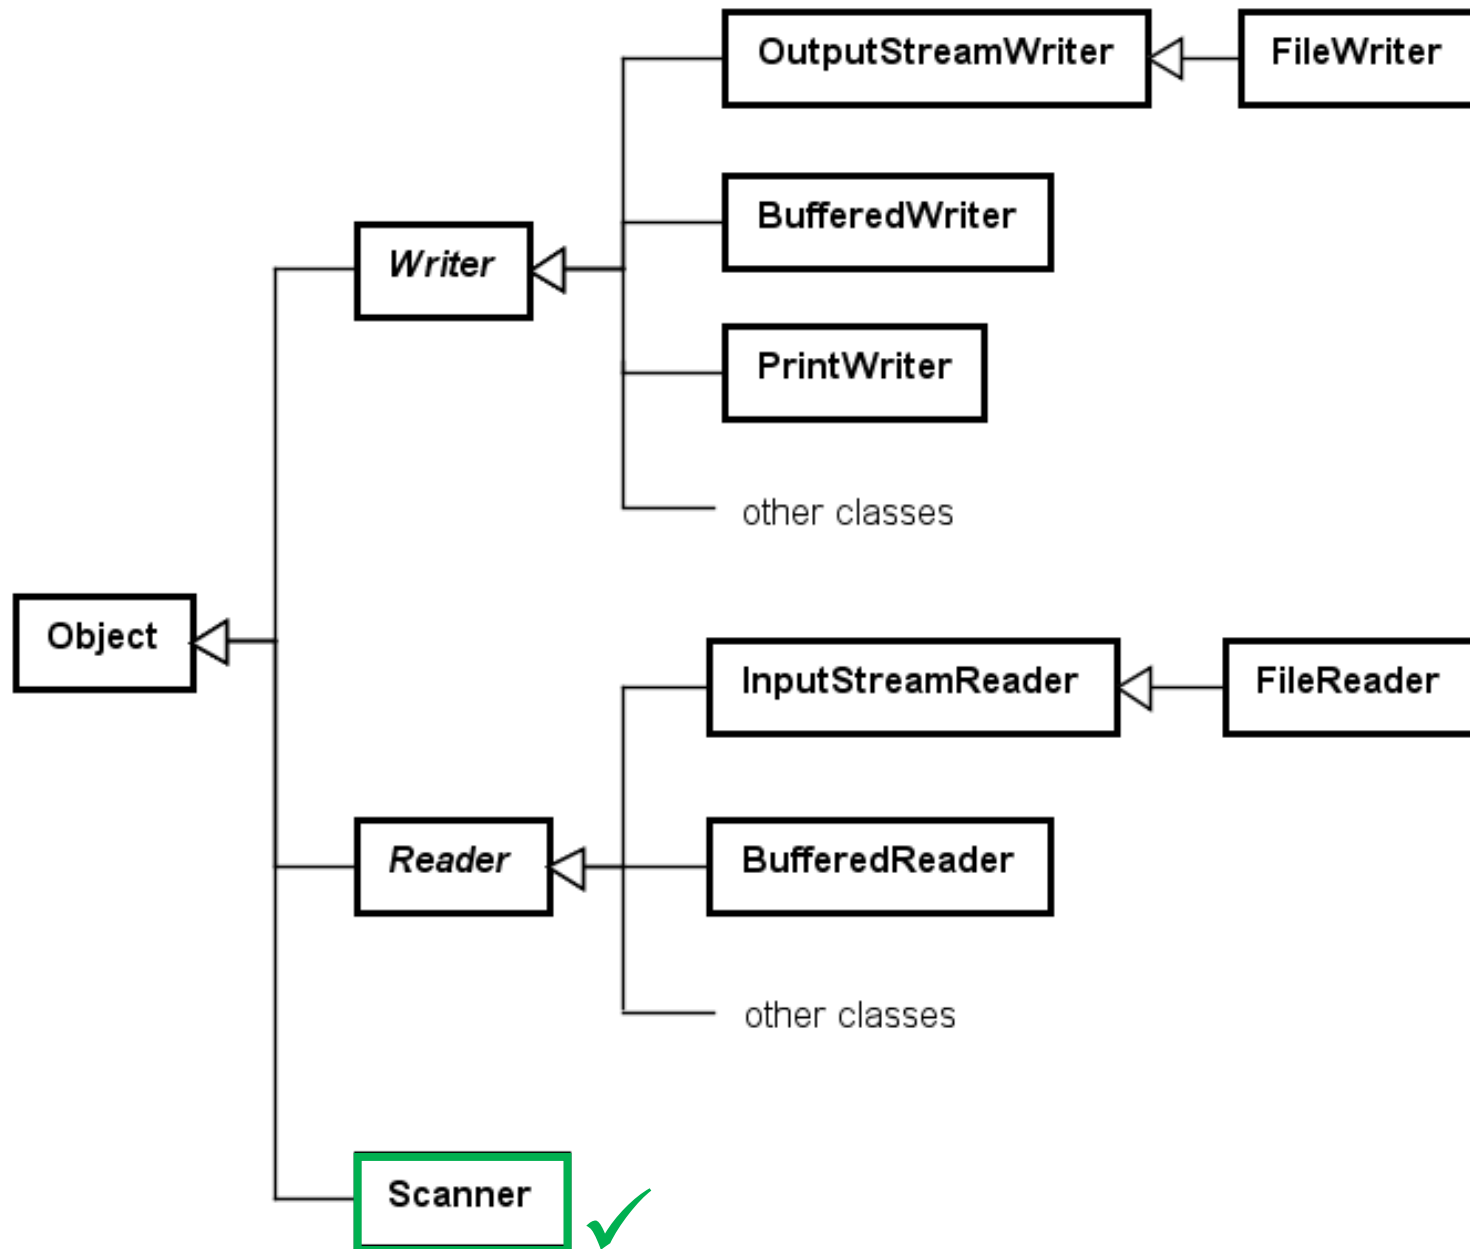 OutputStreamWriter
FileWriter
BufferedWriter
Writer
PrintWriter
other classes
Object
InputStreamReader
FileReader
Reader
BufferedReader
other classes
Scanner